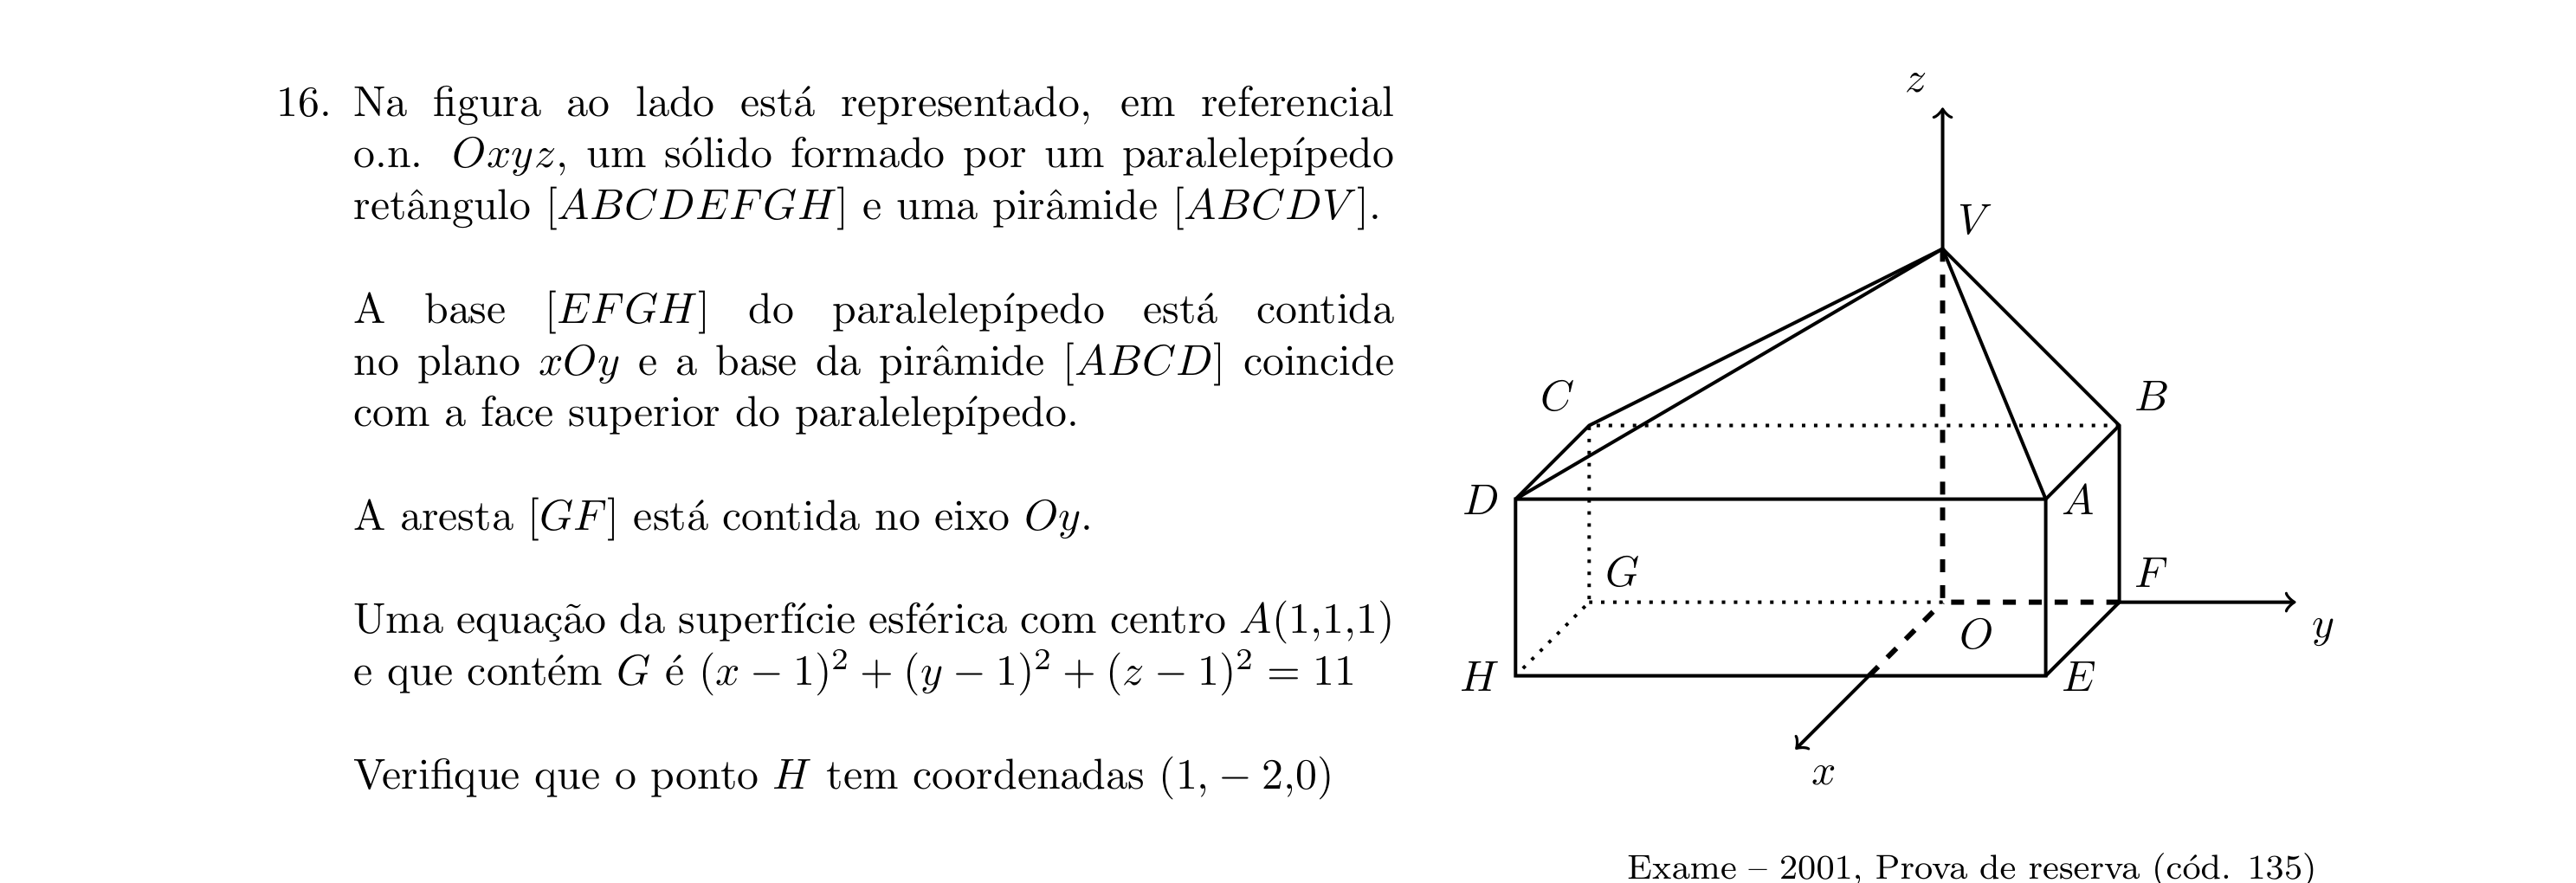 16. Na figura ao lado está representado, em referencial
o.n. Oxyz, um sólido formado por um paralelepípedo
retângulo [ABCDEFGH] e uma pirâmide [ABCDV].
A base [EFGH] do paralelepípedo está contida
no plano xOy e a base da pirâmide [ABCD] coincide
com a face superior do paralelepípedo.
A aresta [GF] está contida no eixo Oy.
Uma equação da superfície esférica com centro A(1,1,1)
e que contém G é (x − 1)² + (y − 1)² + (z − 1)² = 11
Verifique que o ponto H tem coordenadas (1, − 2,0)
z
V
C
B
D
A
G
F
O
y
H
E
x
Exame – 2001, Prova de reserva (cód. 135)